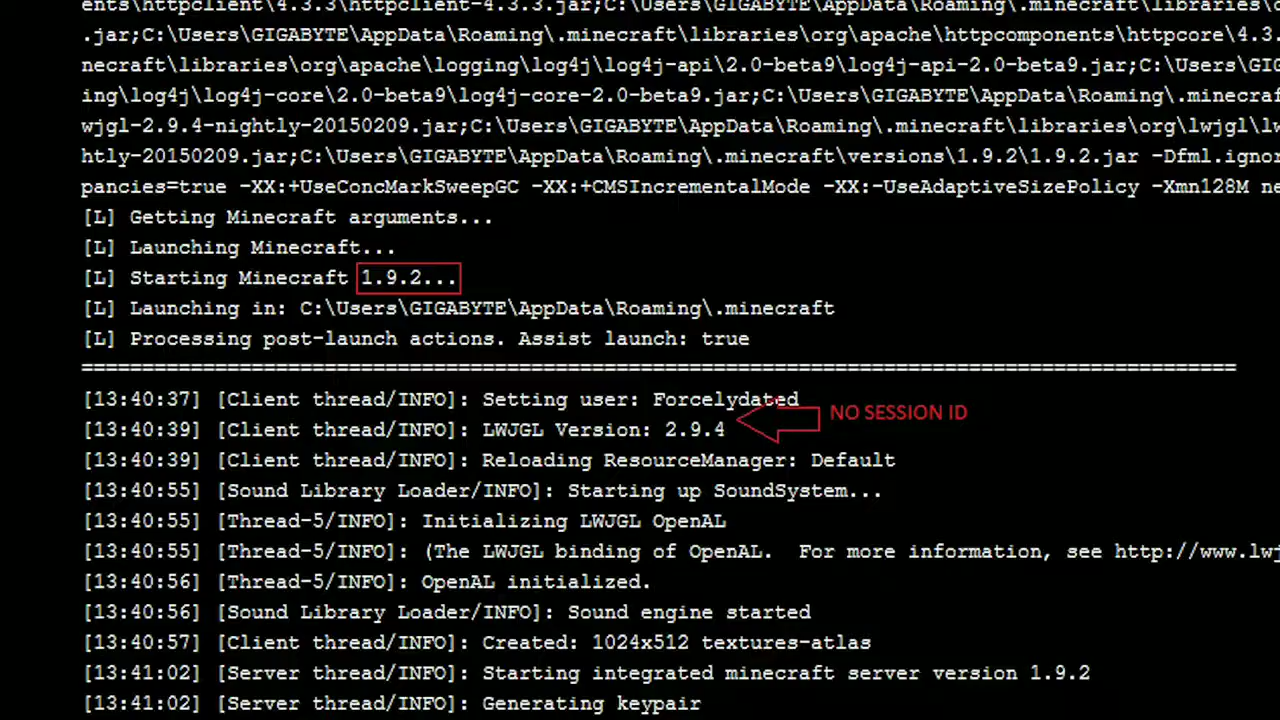 ents\httpclient\4.3.3\httpclient-4.3.3.jar;C:\Users\GIGABYTE\AppData\Roaming\.minecraft\libraries\
.jar;C:\Users\GIGABYTE\AppData\Roaming\.minecraft\libraries\org\apache\httpcomponents\httpcore\4.3.
necraft\libraries\org\apache\logging\log4j\log4j-api\2.0-beta9\log4j-api-2.0-beta9.jar;C:\Users\GIG
ing\log4j\log4j-core\2.0-beta9\log4j-core-2.0-beta9.jar;C:\Users\GIGABYTE\AppData\Roaming\.minecraf
wjgl-2.9.4-nightly-20150209.jar;C:\Users\GIGABYTE\AppData\Roaming\.minecraft\libraries\org\lwjgl\lw
htly-20150209.jar;C:\Users\GIGABYTE\AppData\Roaming\.minecraft\versions\1.9.2\1.9.2.jar -Dfml.ignor
pancies=true -XX:+UseConcMarkSweepGC -XX:+CMSIncrementalMode -XX:-UseAdaptiveSizePolicy -Xmn128M ne
[L] Getting Minecraft arguments...
[L] Launching Minecraft...
[L] Starting Minecraft 1.9.2...
[L] Launching in: C:\Users\GIGABYTE\AppData\Roaming\.minecraft
[L] Processing post-launch actions. Assist launch: true
===============================================================================================
[13:40:37] [Client thread/INFO]: Setting user: Forcelydated
NO SESSION ID
[13:40:39] [Client thread/INFO]: LWJGL Version: 2.9.4
[13:40:39] [Client thread/INFO]: Reloading ResourceManager: Default
[13:40:55] [Sound Library Loader/INFO]: Starting up SoundSystem...
[13:40:55] [Thread-5/INFO]: Initializing LWJGL OpenAL
[13:40:55] [Thread-5/INFO]: (The LWJGL binding of OpenAL.  For more information, see http://www.lwj
[13:40:56] [Thread-5/INFO]: OpenAL initialized.
[13:40:56] [Sound Library Loader/INFO]: Sound engine started
[13:40:57] [Client thread/INFO]: Created: 1024x512 textures-atlas
[13:41:02] [Server thread/INFO]: Starting integrated minecraft server version 1.9.2
[13:41:02] [Server thread/INFO]: Generating keypair